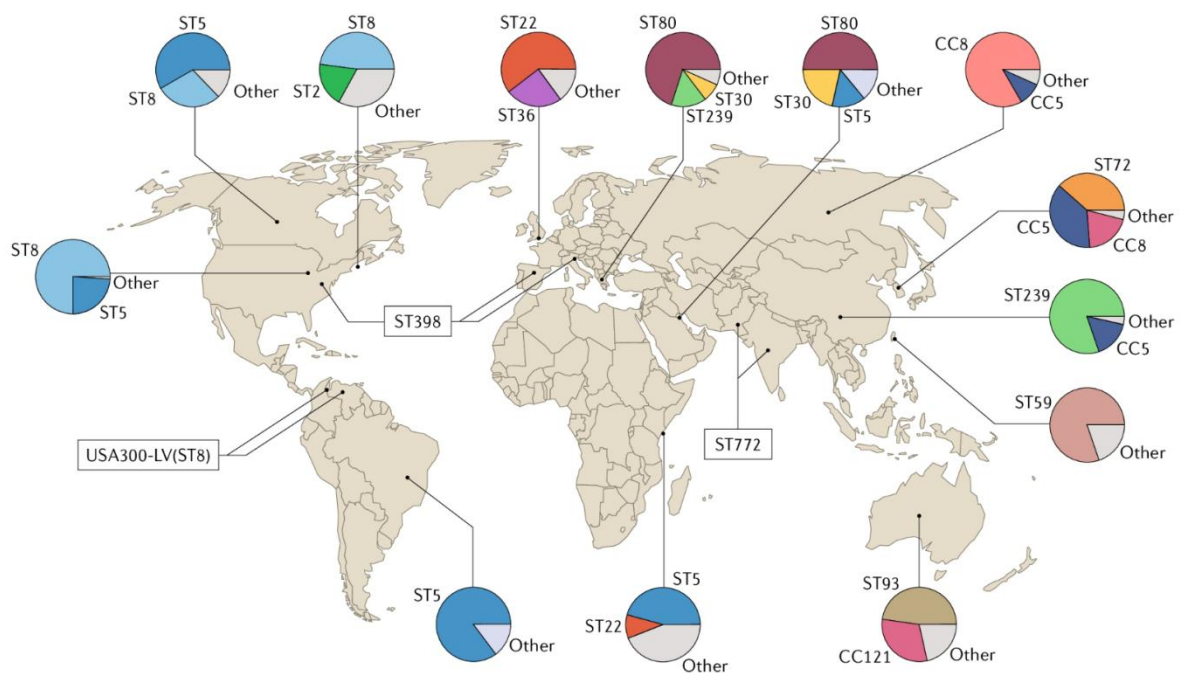 ST5
ST8
Other
ST8
ST2
Other
ST22
ST36
Other
ST80
Other
ST30
ST239
ST80
ST30
ST5
Other
CC8
Other
CC5
ST72
Other
CC5
CC8
ST8
Other
ST5
ST398
ST239
Other
CC5
ST59
Other
USA300-LV(ST8)
ST772
ST5
Other
ST5
ST22
Other
ST93
CC121
Other